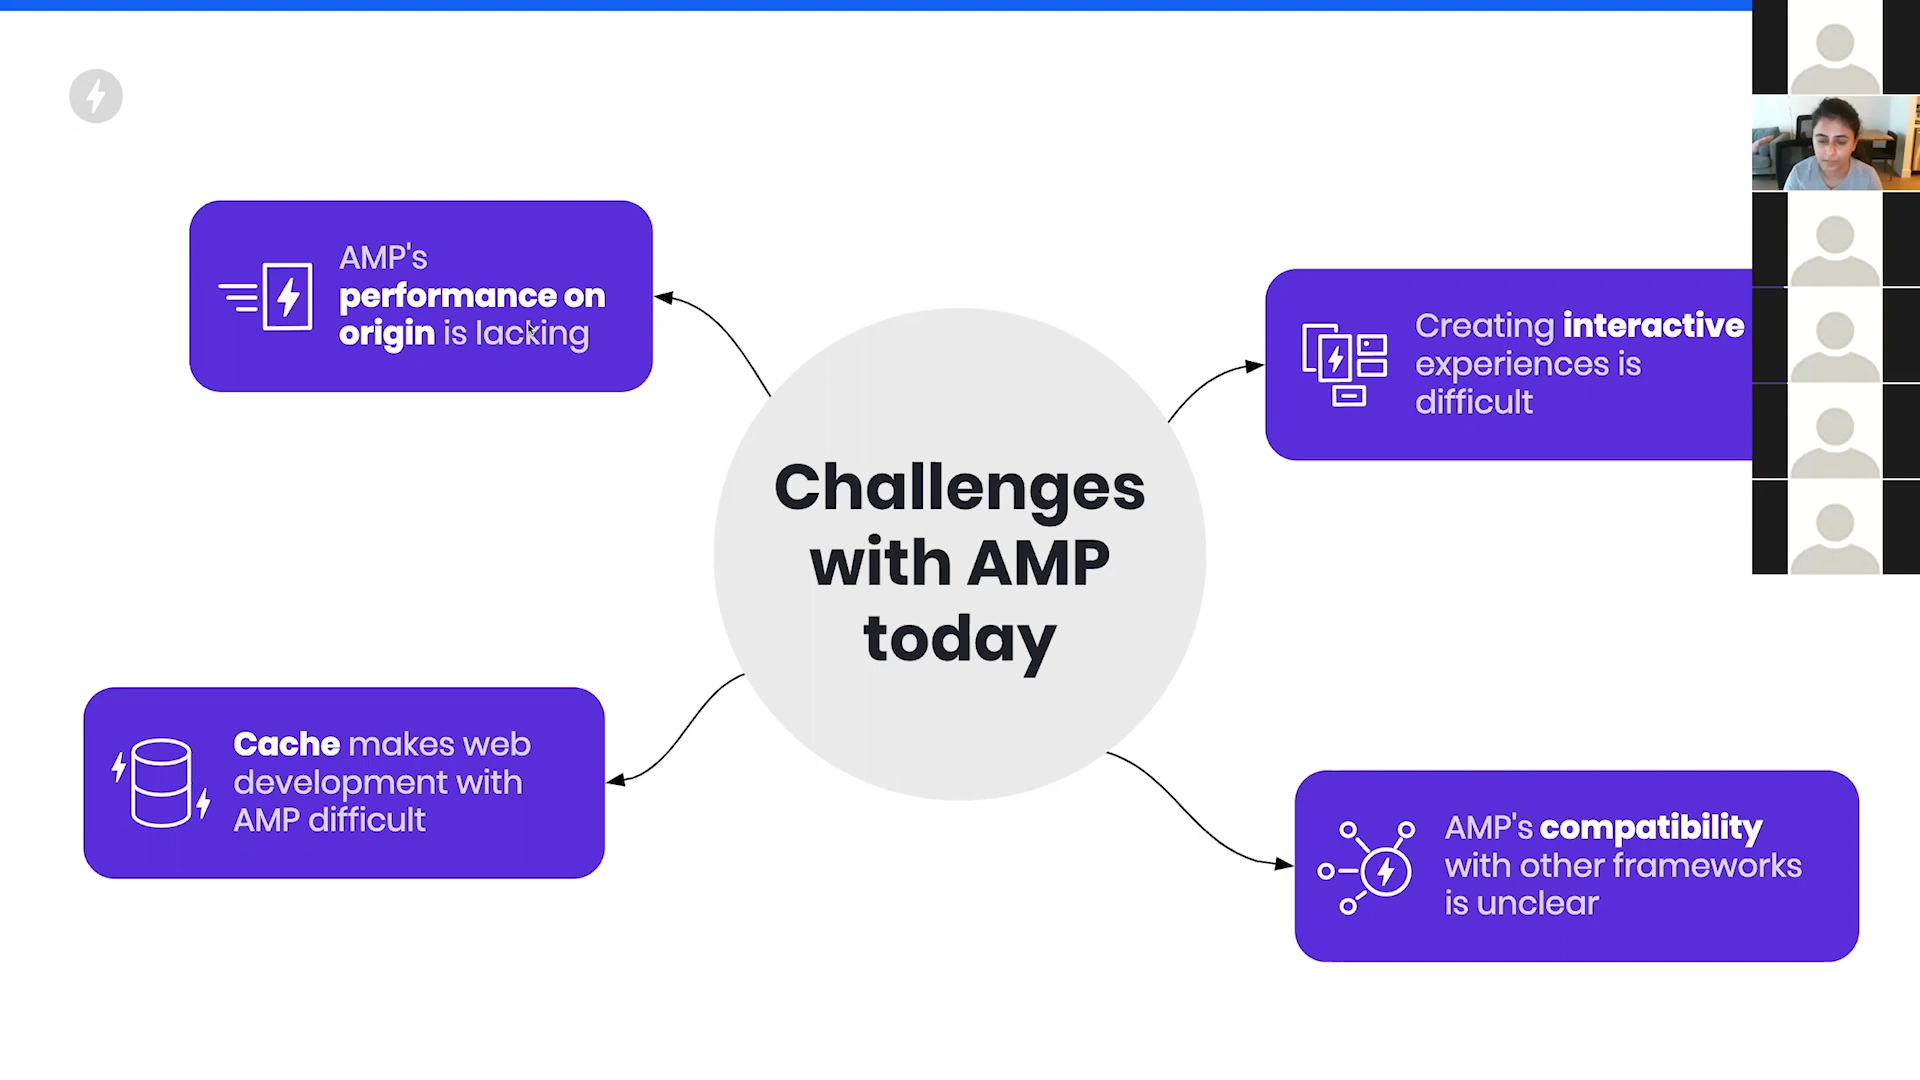 AMP's
performance on
origin is lacking
Creating interactive
experiences is
difficult
Challenges
with AMP
today
Cache makes web
development with
AMP difficult
AMP's compatibility
with other frameworks
is unclear